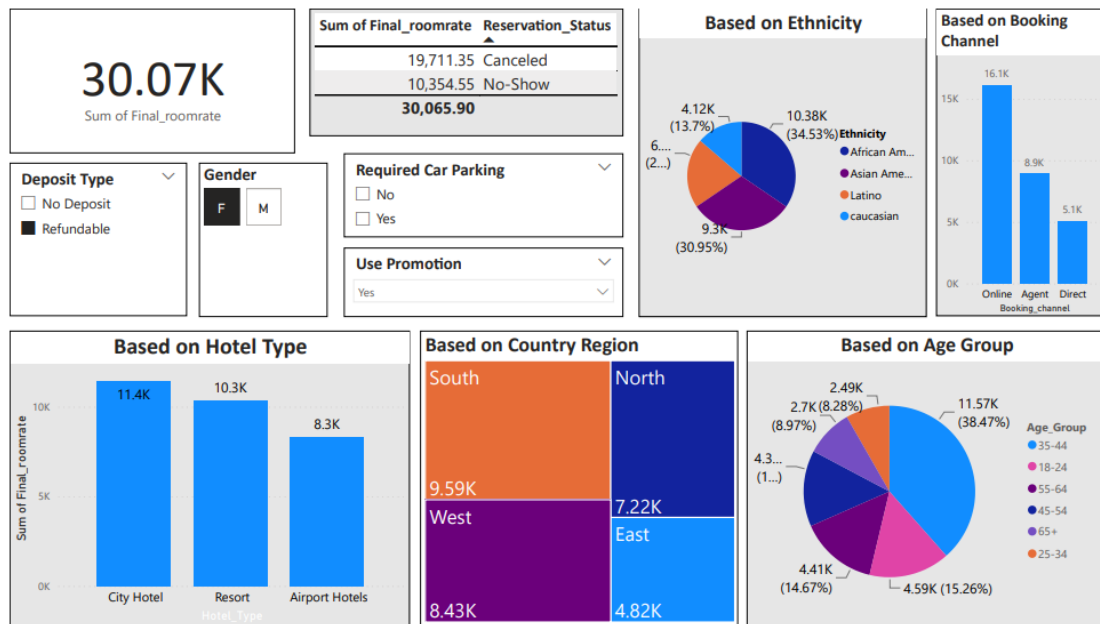 30.07K
Sum of Final_roomrate
Sum of Final_roomrate Reservation_Status
19,711.35 Canceled
10,354.55 No-Show
30,065.90
Deposit Type
No Deposit
Refundable
Gender
F M
Required Car Parking
No
Yes
Use Promotion
Yes
Based on Ethnicity
4.12K
(13.7%)
10.38K
(34.53%)
6....
(2...)
9.3K
(30.95%)
Ethnicity
African Am...
Asian Ame...
Latino
caucasian
Based on Booking
Channel
15K
10K
5K
0K
16.1K
8.9K
5.1K
Online Agent Direct
Booking_channel
Based on Hotel Type
Sum of Final_roomrate
10K
5K
0K
11.4K
10.3K
8.3K
City Hotel Resort Airport Hotels
Hotel_Type
Based on Country Region
South
9.59K
North
7.22K
West
8.43K
East
4.82K
Based on Age Group
2.49K
(8.28%)
2.7K
(8.97%)
4.3...
(1...)
4.41K
(14.67%)
4.59K (15.26%)
11.57K
(38.47%)
Age_Group
35-44
18-24
55-64
45-54
65+
25-34